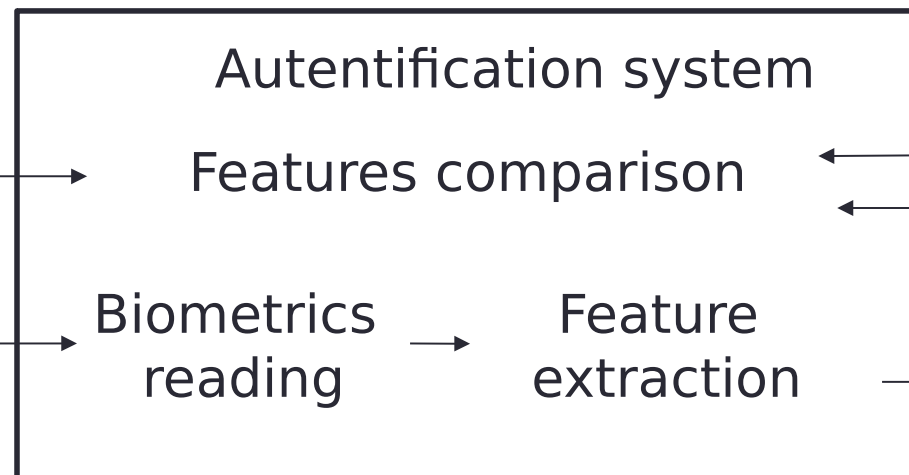 Autentification system
Features comparison
Biometrics
reading
Feature
extraction